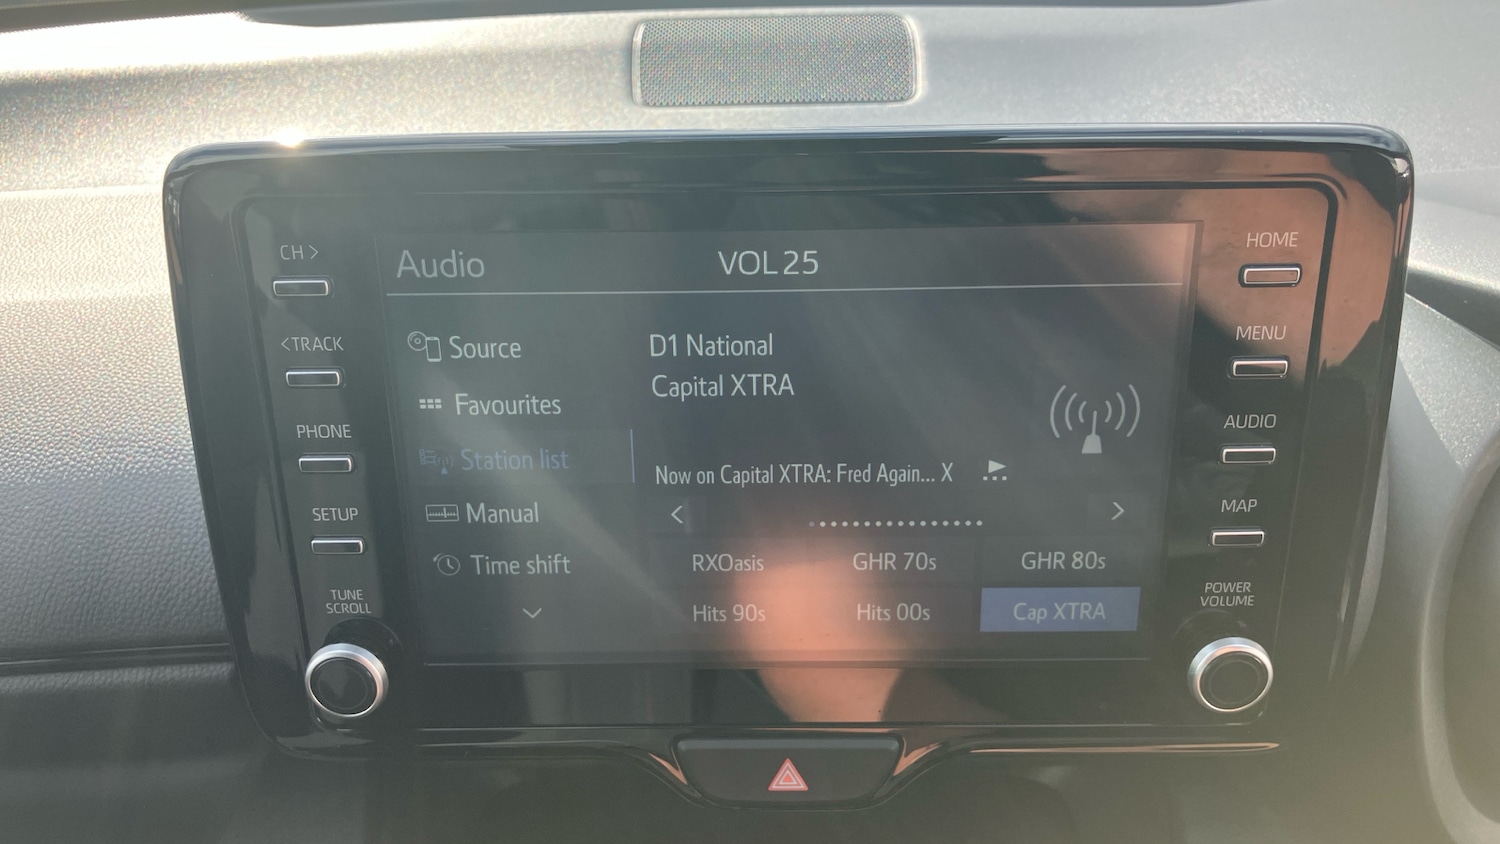 CH >
<TRACK
PHONE
SETUP
TUNE
SCROLL
Audio
VOL 25
Source
Favourites
Station list
Manual
Time shift
D1 National
Capital XTRA
Now on Capital XTRA: Fred Again... X
RXOasis
GHR 70s
GHR 80s
Hits 90s
Hits 00s
Cap XTRA
HOME
MENU
AUDIO
MAP
POWER
VOLUME